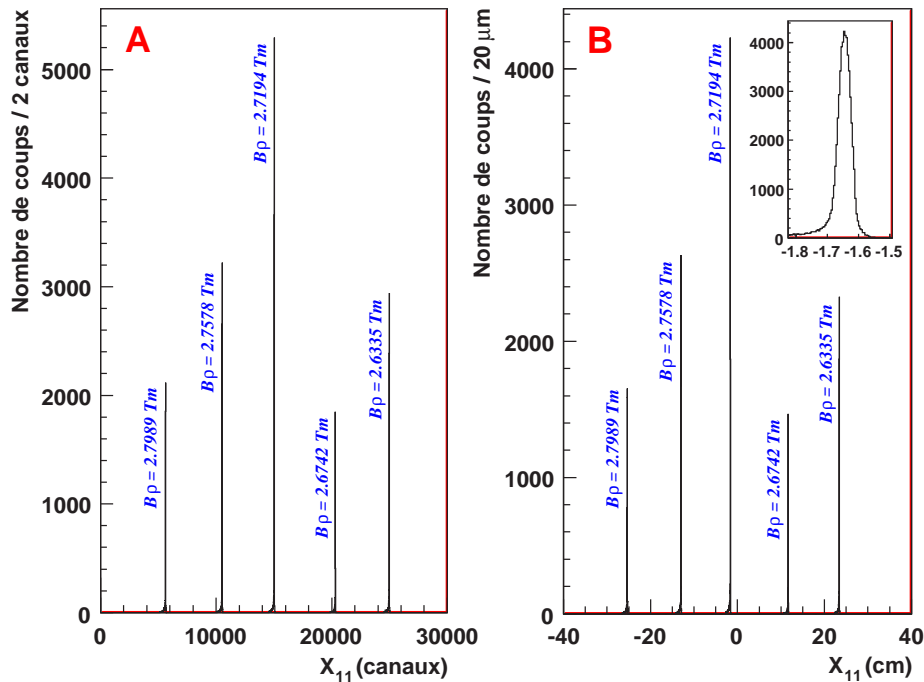 A
Nombre de coups / 2 canaux
5000
4000
3000
2000
1000
0
0
10000
20000
30000
X11 (canaux)
Bρ = 2.7989 Tm
Bρ = 2.7578 Tm
Bρ = 2.7194 Tm
Bρ = 2.6742 Tm
Bρ = 2.6335 Tm
B
Nombre de coups / 20 μm
4000
3000
2000
1000
0
-40
-20
0
20
40
X11 (cm)
Bρ = 2.7989 Tm
Bρ = 2.7578 Tm
Bρ = 2.7194 Tm
Bρ = 2.6742 Tm
Bρ = 2.6335 Tm
4000
3000
2000
1000
0
-1.8
-1.7
-1.6
-1.5